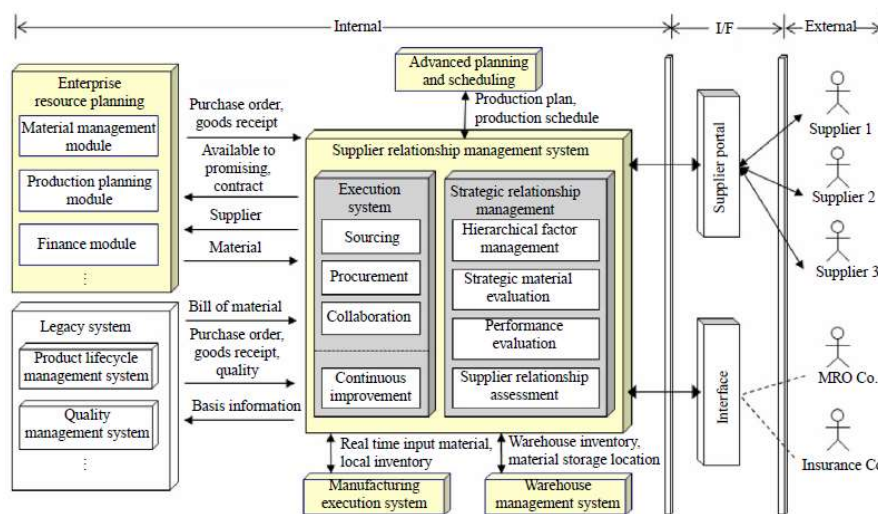 Internal
I/F
External
Enterprise
resource planning
Material management
module
Production planning
module
Finance module
⋮
Legacy system
Product lifecycle
management system
Quality
management system
⋮
Purchase order,
goods receipt
Available to
promising,
contract
Supplier
Material
Bill of material
Purchase order,
goods receipt,
quality
Basis information
Advanced planning
and scheduling
Production plan,
production schedule
Supplier relationship management system
Execution
system
Sourcing
Procurement
Collaboration
Continuous
improvement
Strategic relationship
management
Hierarchical factor
management
Strategic material
evaluation
Performance
evaluation
Supplier relationship
assessment
Real time input material,
local inventory
Warehouse inventory,
material storage location
Manufacturing
execution system
Warehouse
management system
Supplier portal
Interface
Supplier 1
Supplier 2
Supplier 3
MRO Co.
Insurance Co